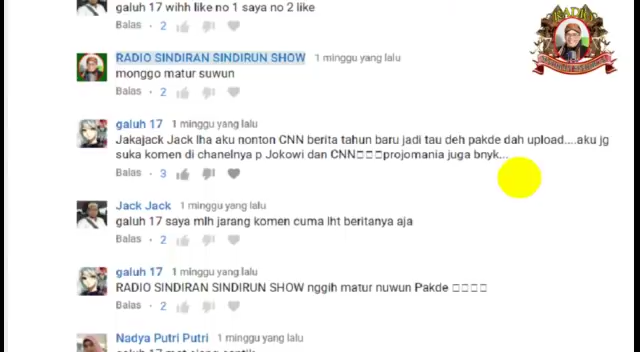 galuh 17 wihh like no 1 saya no 2 like
Balas · 2
RADIO SINDIRAN SINDIRUN SHOW 1 minggu yang lalu
monggo matur suwun
Balas · 2
galuh 17 1 minggu yang lalu
Jakajack Jack lha aku nonton CNN berita tahun baru jadi tau deh pakde dah upload....aku jg
suka komen di chanelnya p Jokowi dan CNN□□□projomania juga bnyk...
Balas · 3
Jack Jack 1 minggu yang lalu
galuh 17 saya mlh jarang komen cuma lht beritanya aja
Balas · 2
galuh 17 1 minggu yang lalu
RADIO SINDIRAN SINDIRUN SHOW nggih matur nuwun Pakde □□□□
Balas · 2
Nadya Putri Putri 1 minggu yang lalu
RADIO